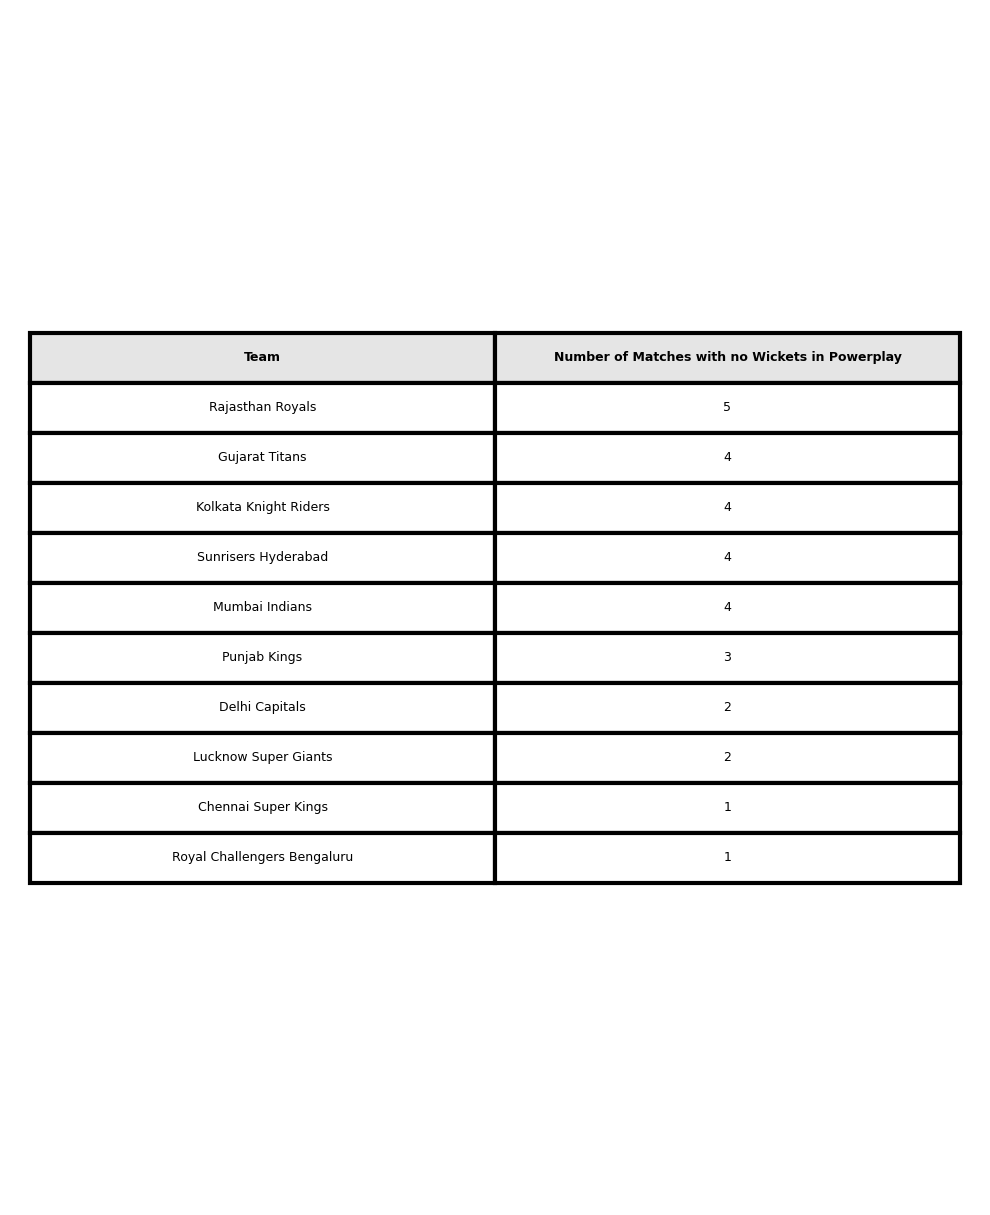 Team Number of Matches with no Wickets in Powerplay
Rajasthan Royals 5
Gujarat Titans 4
Kolkata Knight Riders 4
Sunrisers Hyderabad 4
Mumbai Indians 4
Punjab Kings 3
Delhi Capitals 2
Lucknow Super Giants 2
Chennai Super Kings 1
Royal Challengers Bengaluru 1